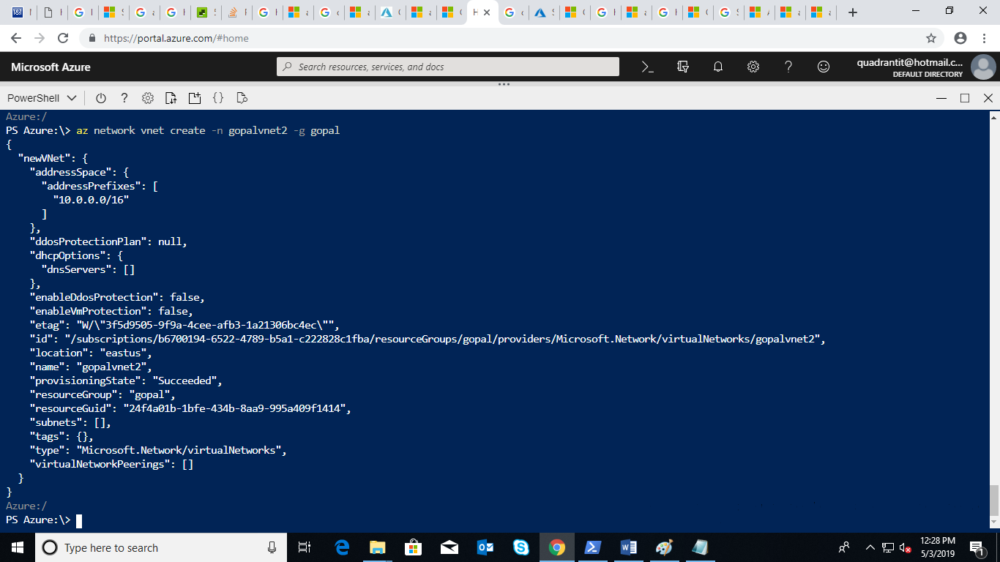 https://portal.azure.com/#home
Microsoft Azure
Search resources, services, and docs
quadrantit@hotmail.c...
DEFAULT DIRECTORY
PowerShell
Azure:/
PS Azure:\> az network vnet create -n gopalvnet2 -g gopal
{
"newVNet": {
"addressSpace": {
"addressPrefixes": [
"10.0.0.0/16"
]
},
"ddosProtectionPlan": null,
"dhcpOptions": {
"dnsServers": []
},
"enableDdosProtection": false,
"enableVmProtection": false,
"etag": "W/\"3f5d9505-9f9a-4cee-afb3-1a21306bc4ec\"",
"id": "/subscriptions/b6700194-6522-4789-b5a1-c222828c1fba/resourceGroups/gopal/providers/Microsoft.Network/virtualNetworks/gopalvnet2",
"location": "eastus",
"name": "gopalvnet2",
"provisioningState": "Succeeded",
"resourceGroup": "gopal",
"resourceGuid": "24f4a01b-1bfe-434b-8aa9-995a409f1414",
"subnets": [],
"tags": {},
"type": "Microsoft.Network/virtualNetworks",
"virtualNetworkPeerings": []
}
}
Azure:/
PS Azure:\>
Type here to search
12:28 PM
5/3/2019
1